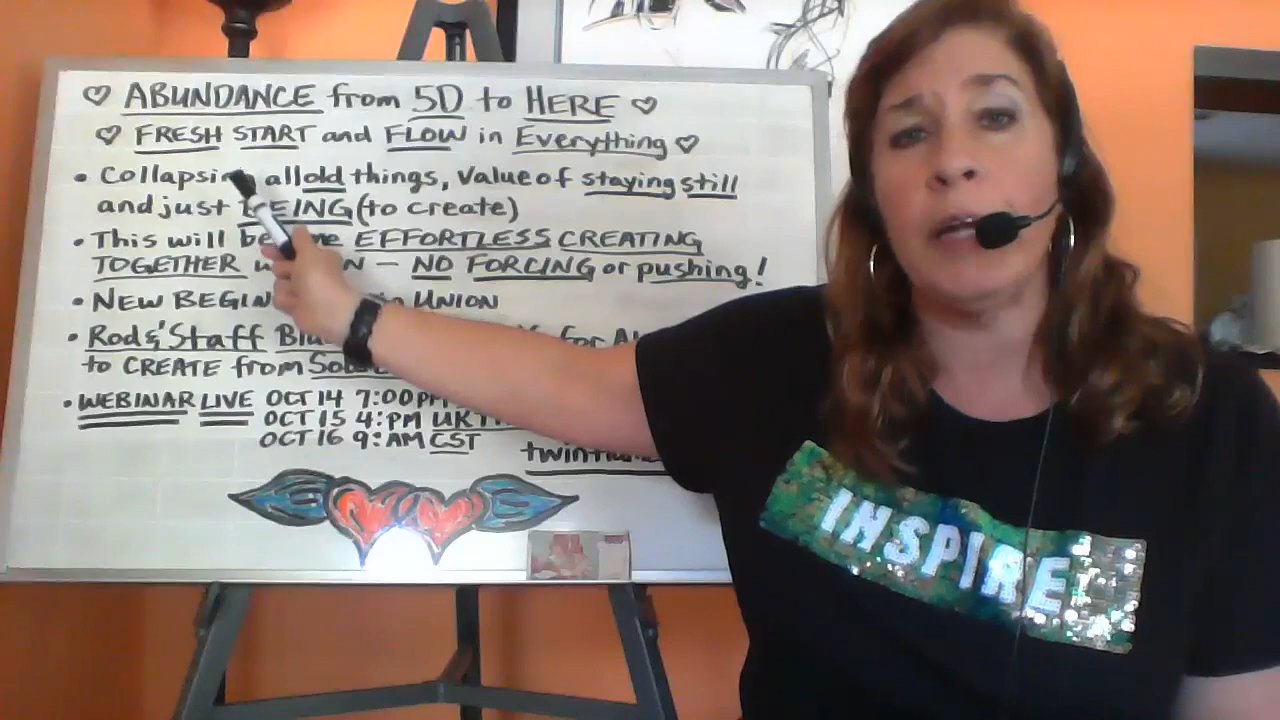 ABUNDANCE from 5D to HERE
FRESH START and FLOW in Everything
• Collapsing all old things, Value of staying still
and just BEING (to create)
• This will become EFFORTLESS CREATING
TOGETHER — NO FORCING or pushing!
• NEW UNION
• Rod & Staff for
to CREATE from
• WEBINAR LIVE OCT 14 7:00PM
OCT 15 4:PM UK
OCT 16 9:AM CST
INSPIRE